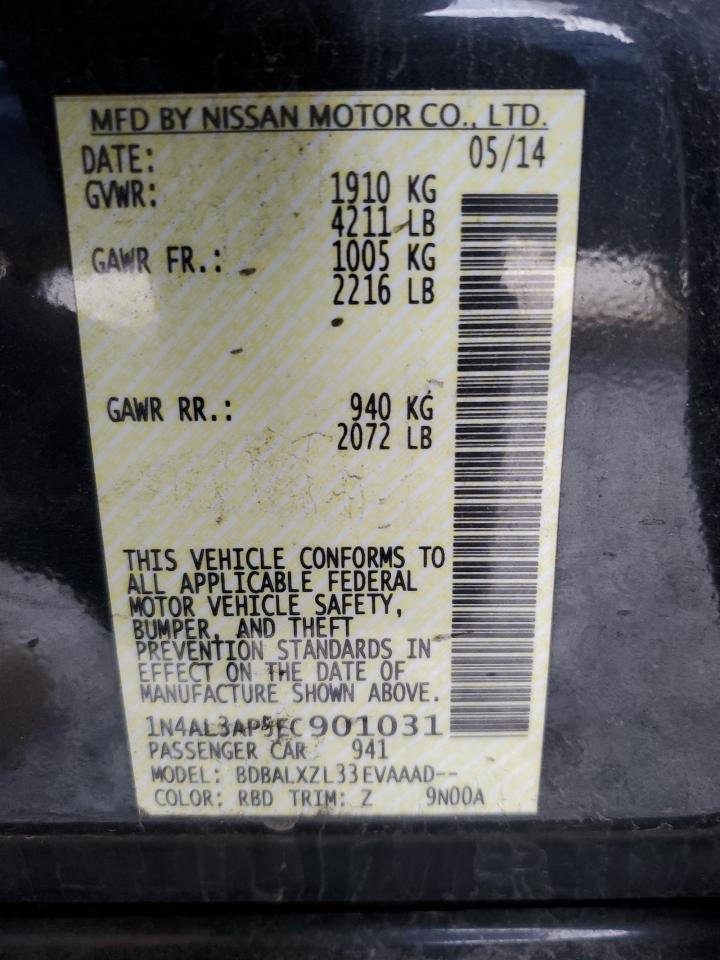 MFD BY NISSAN MOTOR CO., LTD.
DATE: 05/14
GVWR: 1910 KG
4211 LB
GAWR FR.: 1005 KG
2216 LB
GAWR RR.: 940 KG
2072 LB
THIS VEHICLE CONFORMS TO
ALL APPLICABLE FEDERAL
MOTOR VEHICLE SAFETY,
BUMPER, AND THEFT
PREVENTION STANDARDS IN
EFFECT ON THE DATE OF
MANUFACTURE SHOWN ABOVE.
1N4AL3AP5FC901031
PASSENGER CAR 941
MODEL: BDBALXZL33EVAAAD--
COLOR: RBD TRIM: Z 9N00A